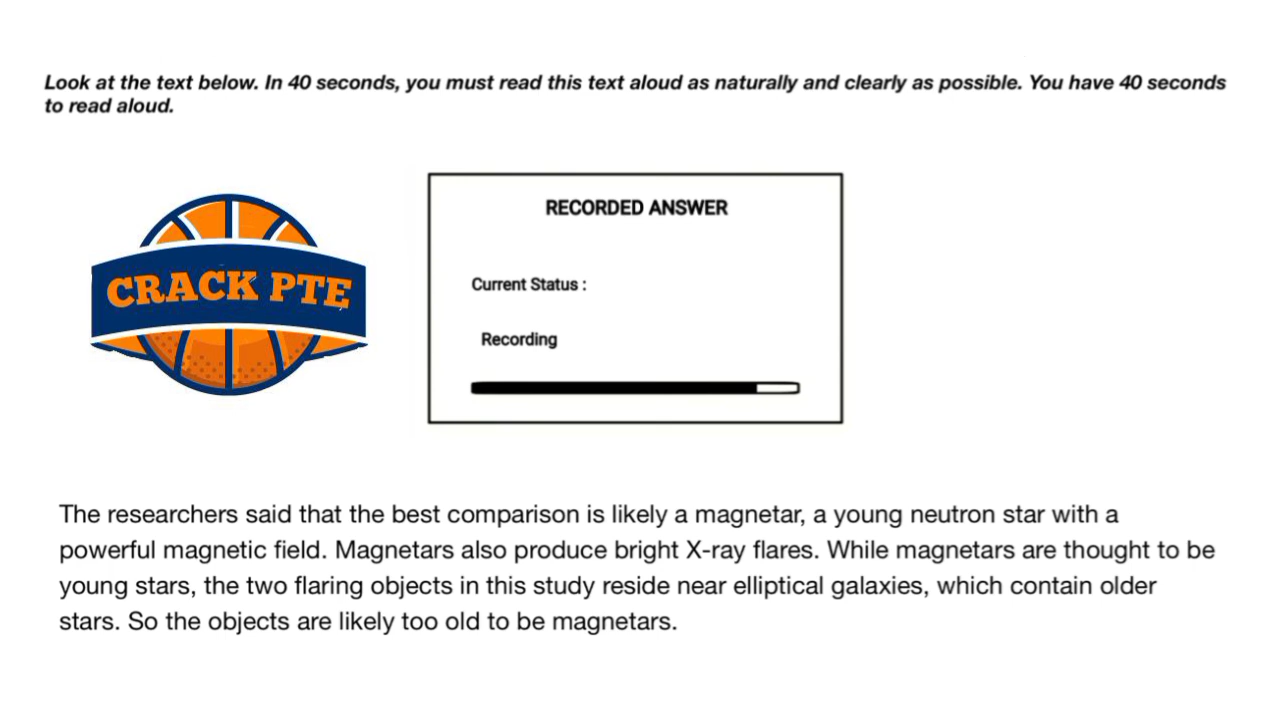 Look at the text below. In 40 seconds, you must read this text aloud as naturally and clearly as possible. You have 40 seconds
to read aloud.
CRACK PTE
RECORDED ANSWER
Current Status :
Recording
The researchers said that the best comparison is likely a magnetar, a young neutron star with a
powerful magnetic field. Magnetars also produce bright X-ray flares. While magnetars are thought to be
young stars, the two flaring objects in this study reside near elliptical galaxies, which contain older
stars. So the objects are likely too old to be magnetars.